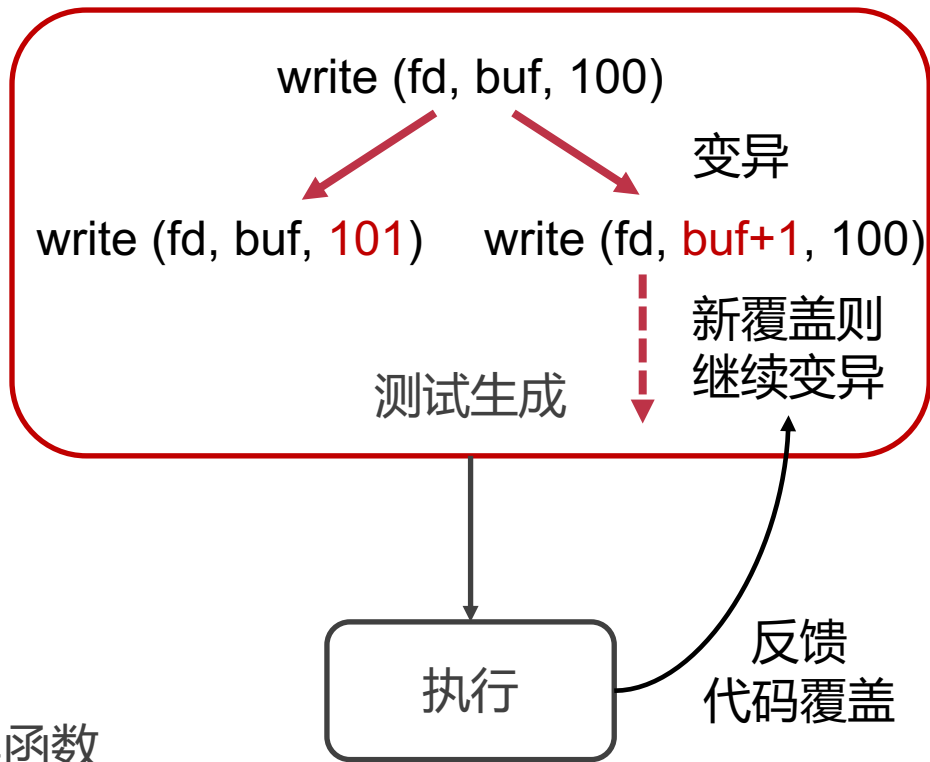 write (fd, buf, 100)
变异
write (fd, buf, 101)
write (fd, buf+1, 100)
新覆盖则
继续变异
测试生成
执行
反馈
代码覆盖
函数